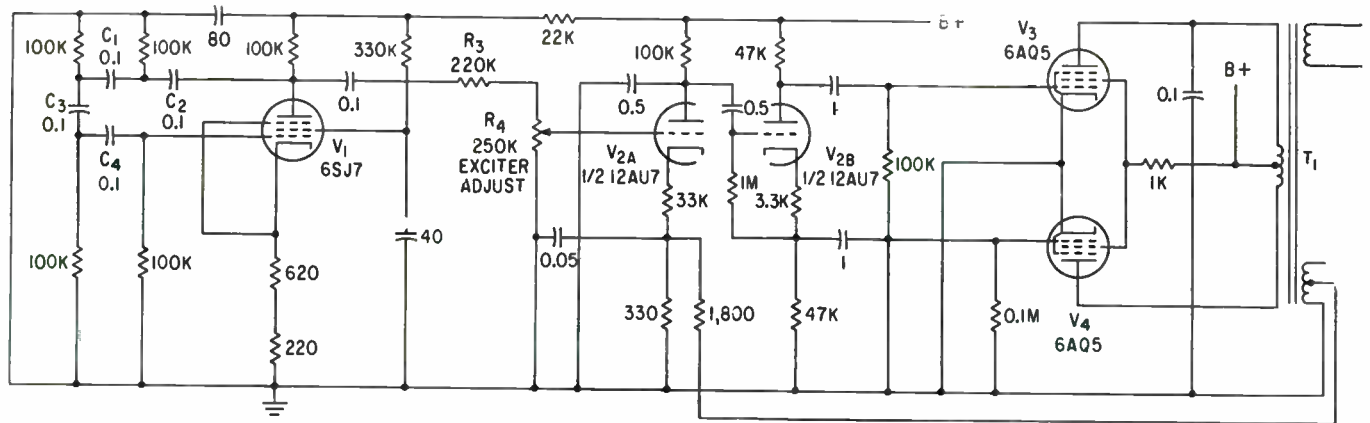 100K
C1
0.1
100K
80
100K
330K
22K
B+
100K
47K
V3
6AQ5
C3
0.1
C2
0.1
0.1
R3
220K
0.5
0.5
1
B+
0.1
C4
0.1
V1
6SJ7
R4
250K
EXCITER
ADJUST
V2A
1/2 12AU7
V2B
1/2 12AU7
100K
1K
T1
33K
1M
3.3K
100K
100K
620
40
0.05
1
220
330
1,800
47K
0.1M
V4
6AQ5